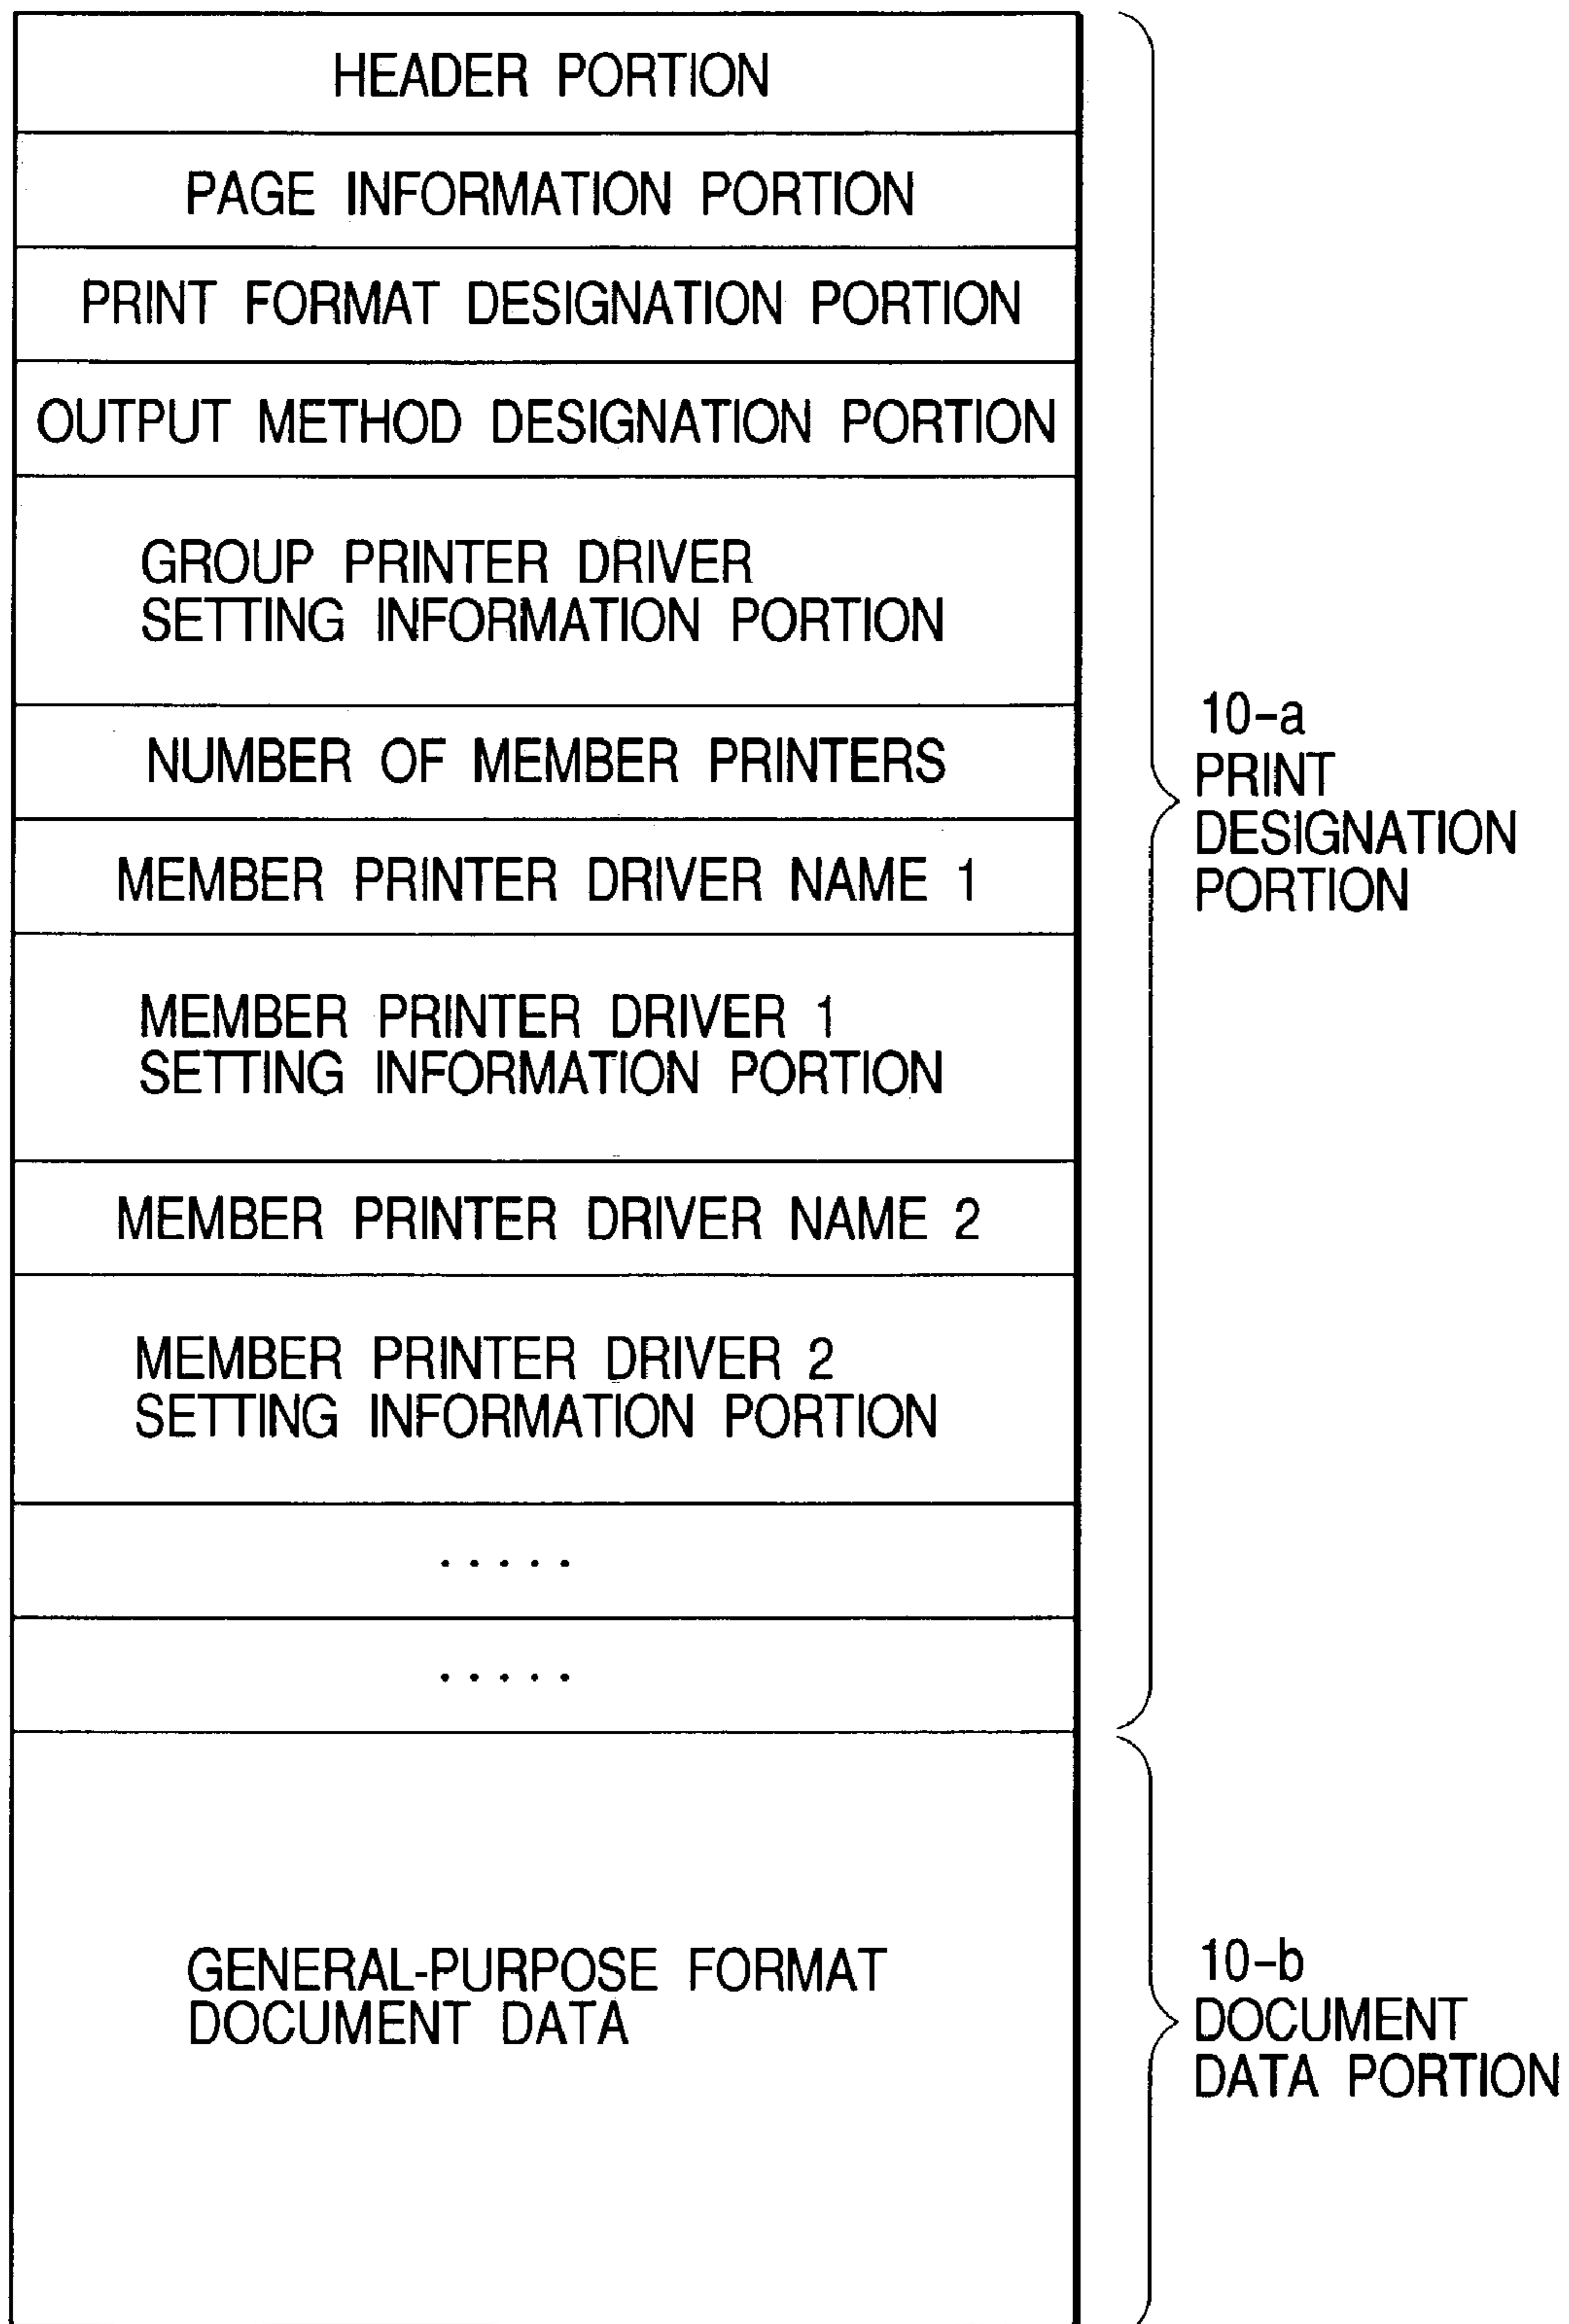 HEADER PORTION
PAGE INFORMATION PORTION
PRINT FORMAT DESIGNATION PORTION
OUTPUT METHOD DESIGNATION PORTION
GROUP PRINTER DRIVER
SETTING INFORMATION PORTION
NUMBER OF MEMBER PRINTERS
MEMBER PRINTER DRIVER NAME 1
MEMBER PRINTER DRIVER 1
SETTING INFORMATION PORTION
MEMBER PRINTER DRIVER NAME 2
MEMBER PRINTER DRIVER 2
SETTING INFORMATION PORTION
.....
.....
10-a
PRINT
DESIGNATION
PORTION
GENERAL-PURPOSE FORMAT
DOCUMENT DATA
10-b
DOCUMENT
DATA PORTION